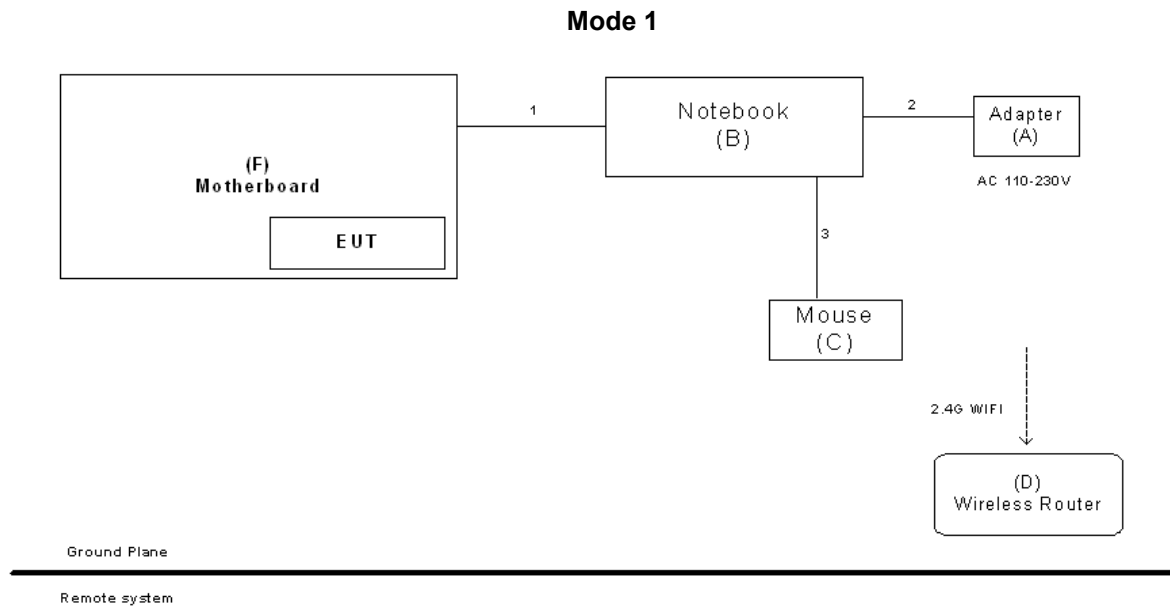 Mode 1
(F)
Motherboard
EUT
1
Notebook
(B)
2
Adapter
(A)
AC 110-230V
3
Mouse
(C)
2.4G WIFI
(D)
Wireless Router
Ground Plane
Remote system